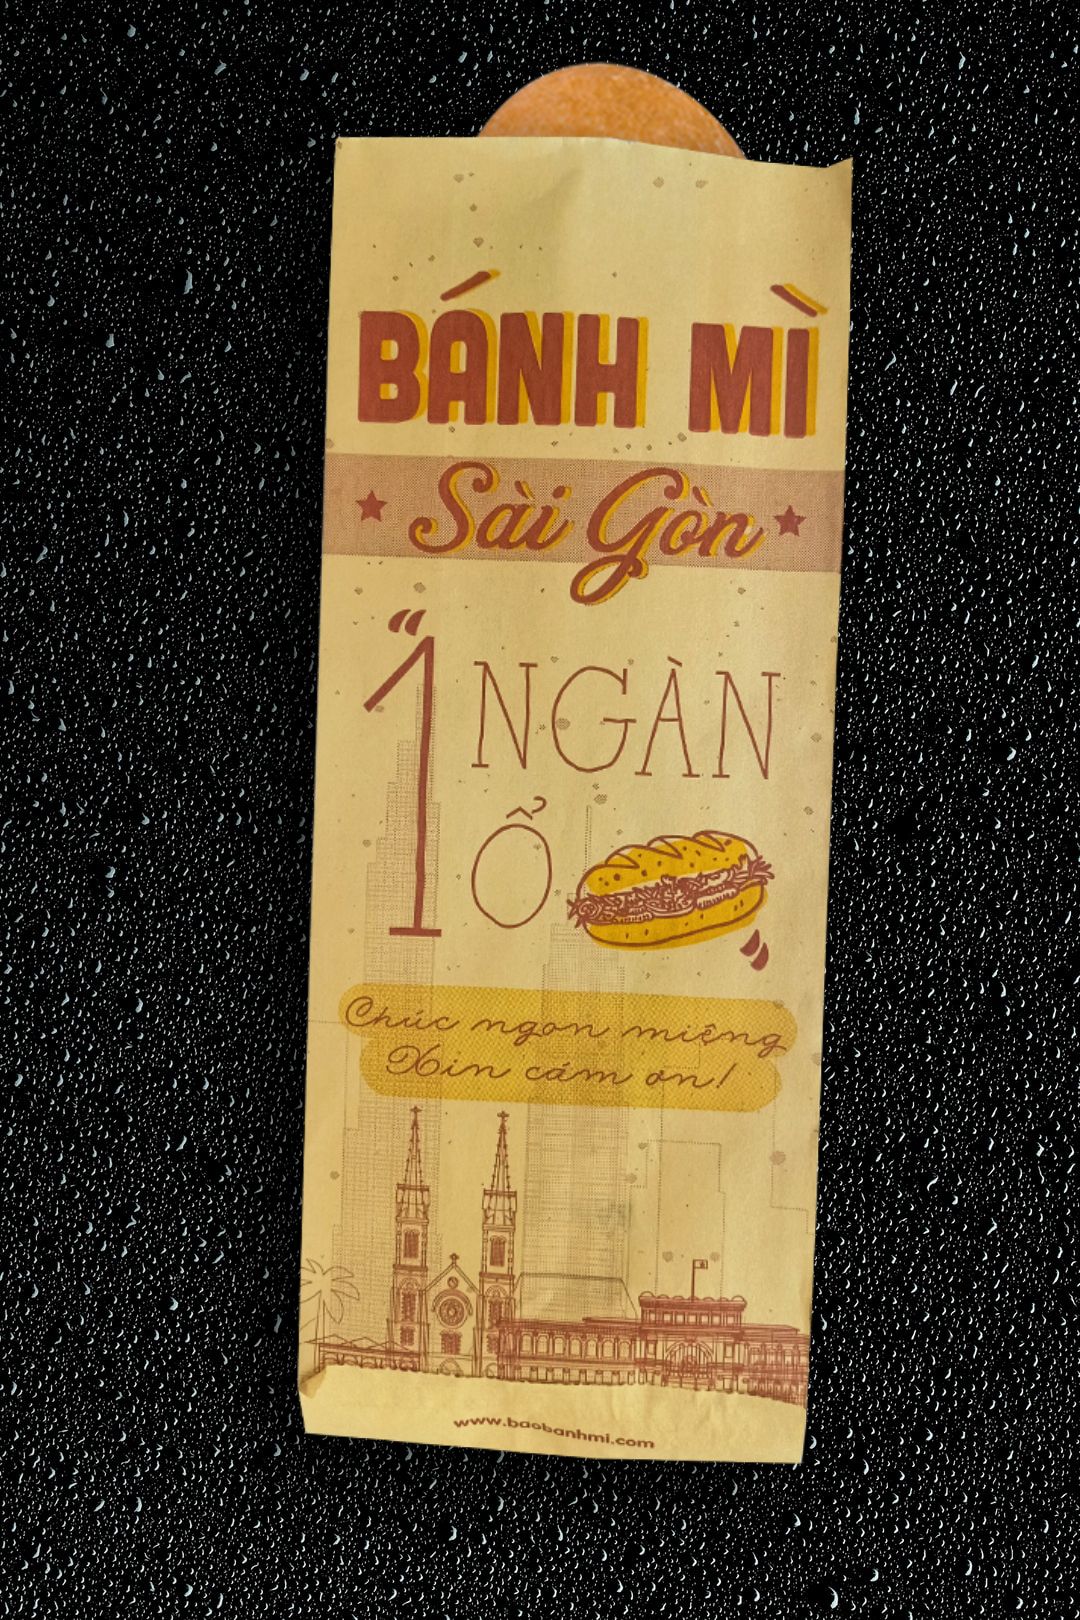 BÁNH MÌ
Sài Gòn
"1 NGÀN
Ổ "
Chúc ngon miệng
Xin cám ơn!
www.baobanhmi.com